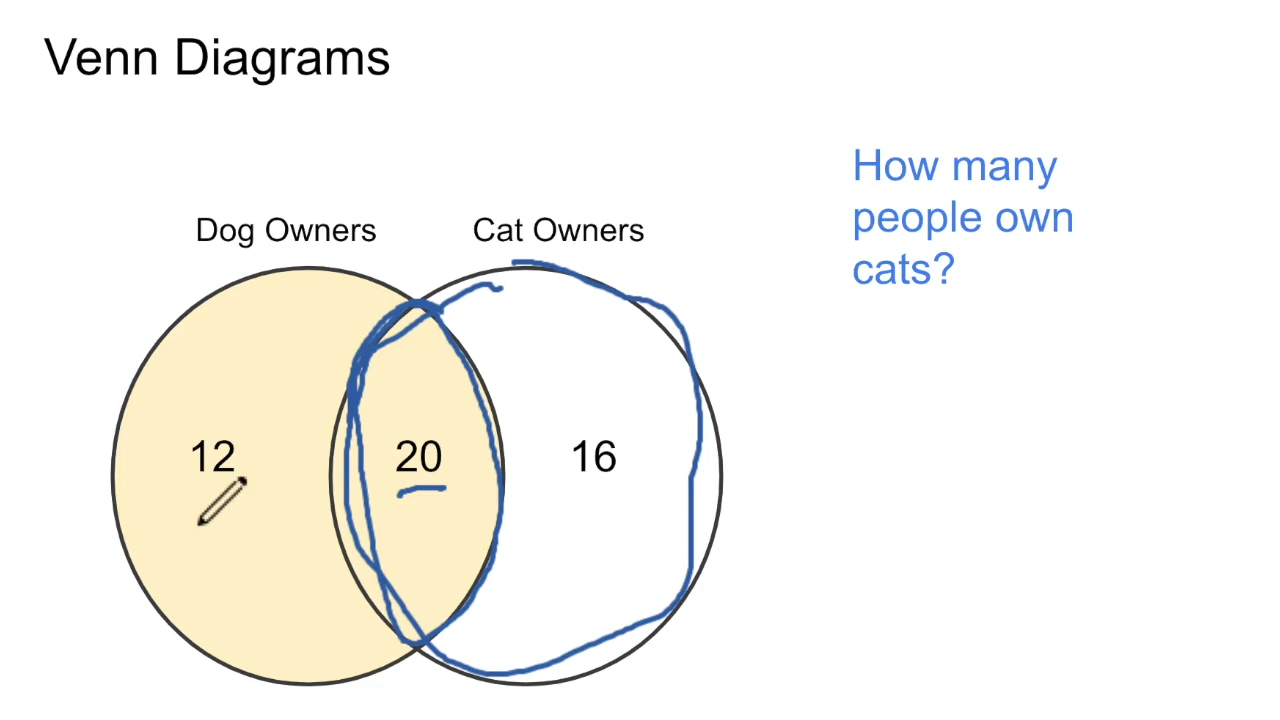 Venn Diagrams
How many
people own
cats?
Dog Owners
Cat Owners
12
20
16